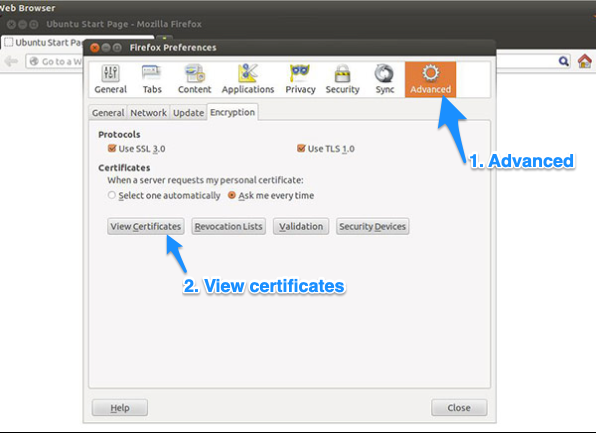 Web Browser
Ubuntu Start Page - Mozilla Firefox
Ubuntu Start Pa
Firefox Preferences
Go to a W
General Tabs Content Applications Privacy Security Sync Advanced
General Network Update Encryption
Protocols
Use SSL 3.0 Use TLS 1.0
1. Advanced
Certificates
When a server requests my personal certificate:
Select one automatically Ask me every time
View Certificates Revocation Lists Validation Security Devices
2. View certificates
Help Close